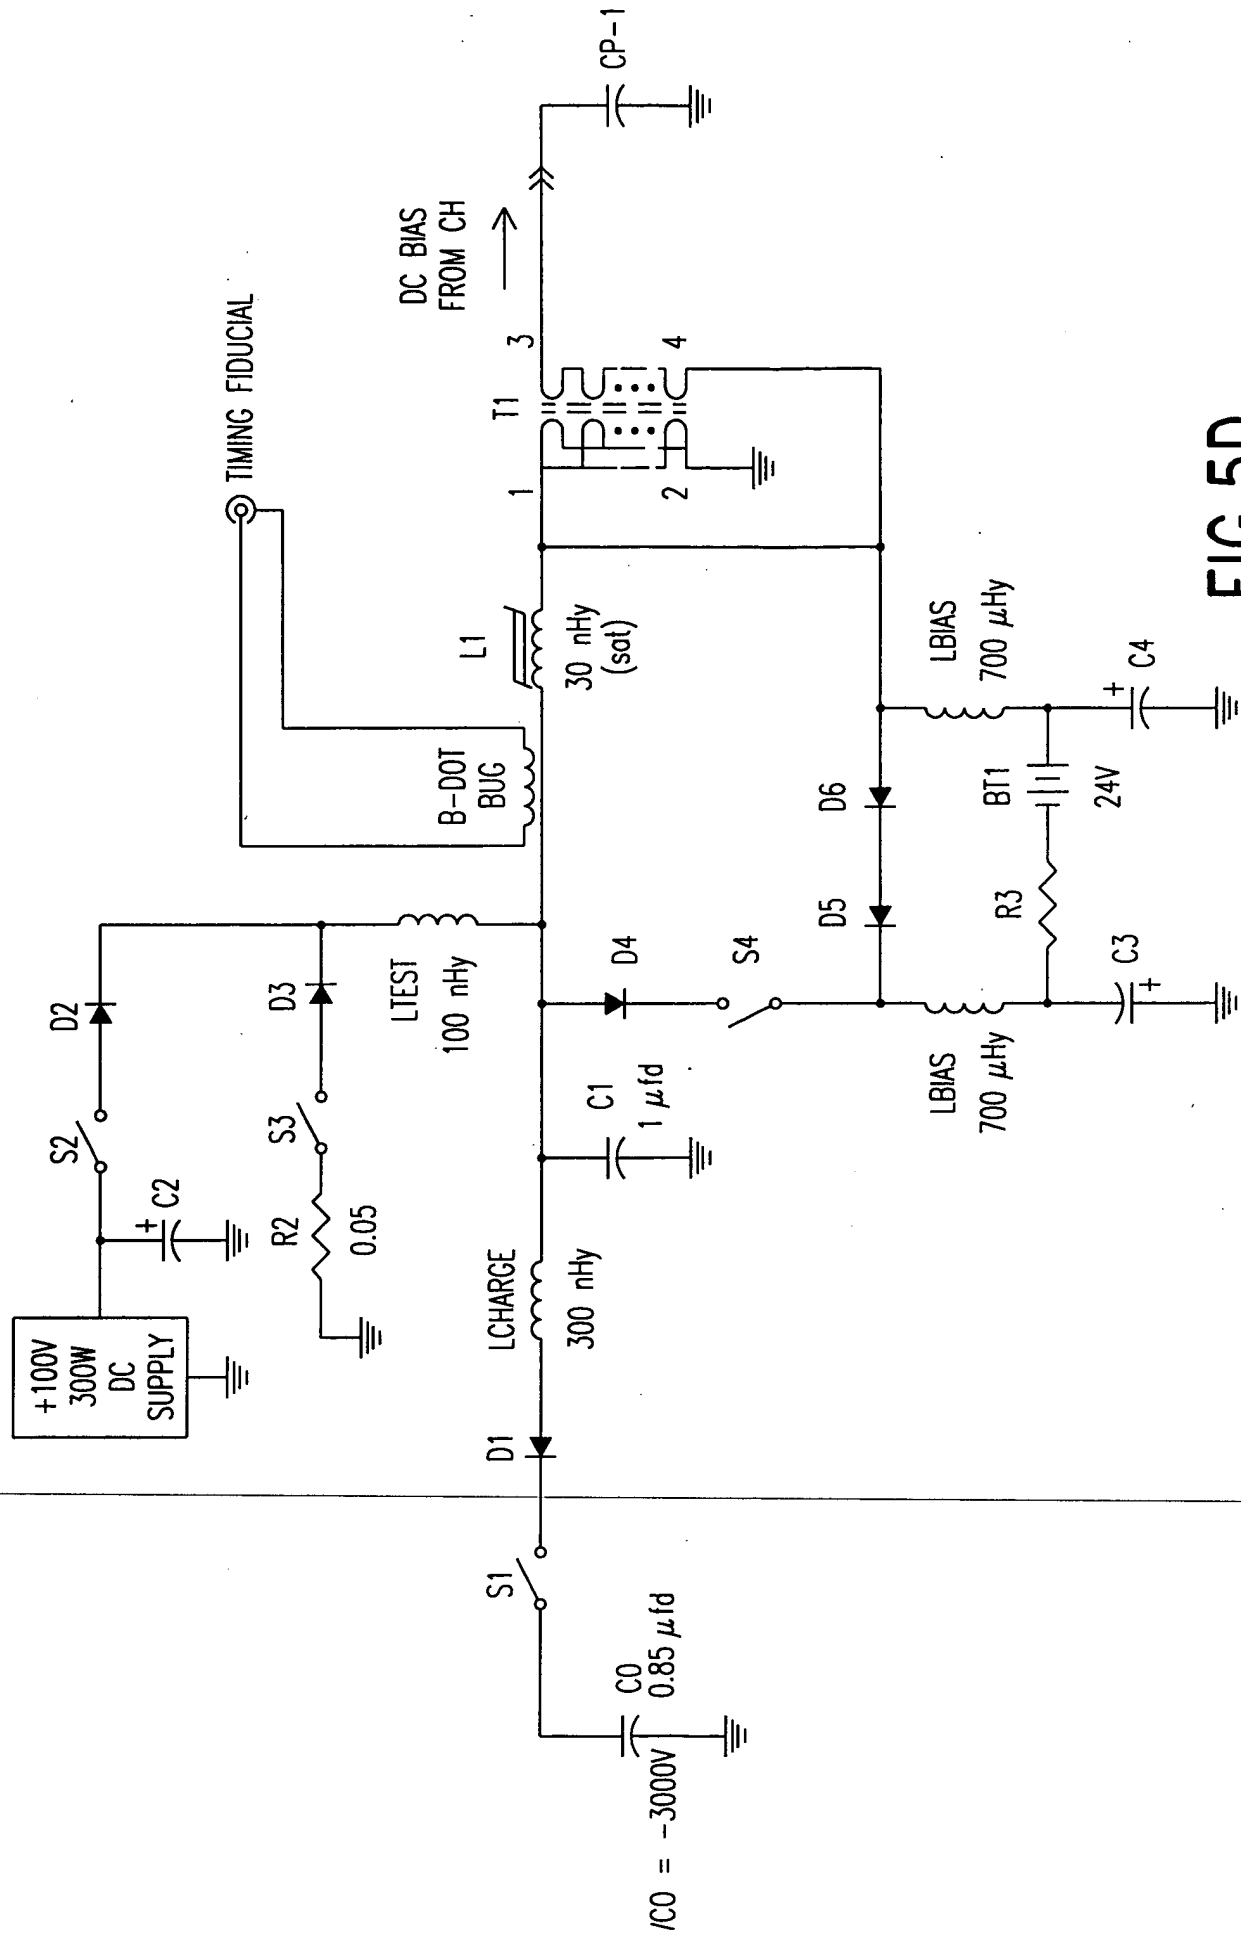 +100V
300W
DC
SUPPLY
C2
S2
D2
R2
0.05
S3
D3
LTEST
100 nHy
TIMING FIDUCIAL
B-DOT
BUG
L1
30 nHy
(sat)
T1
1
2
3
4
DC BIAS
FROM CH
CP-1
/CO = -3000V
C0
0.85 µfd
S1
D1
LCHARGE
300 nHy
C1
1 µfd
D4
S4
D5
D6
LBIAS
700 µHy
LBIAS
700 µHy
R3
BT1
24V
C3
+
C4
+
+
FIG.5D